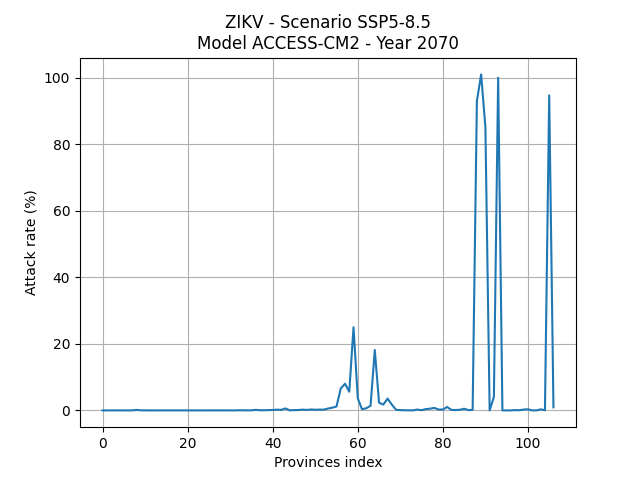 ZIKV - Scenario SSP5-8.5
Model ACCESS-CM2 - Year 2070
100
80
60
40
20
0
Attack rate (%)
0 20 40 60 80 100
Provinces index